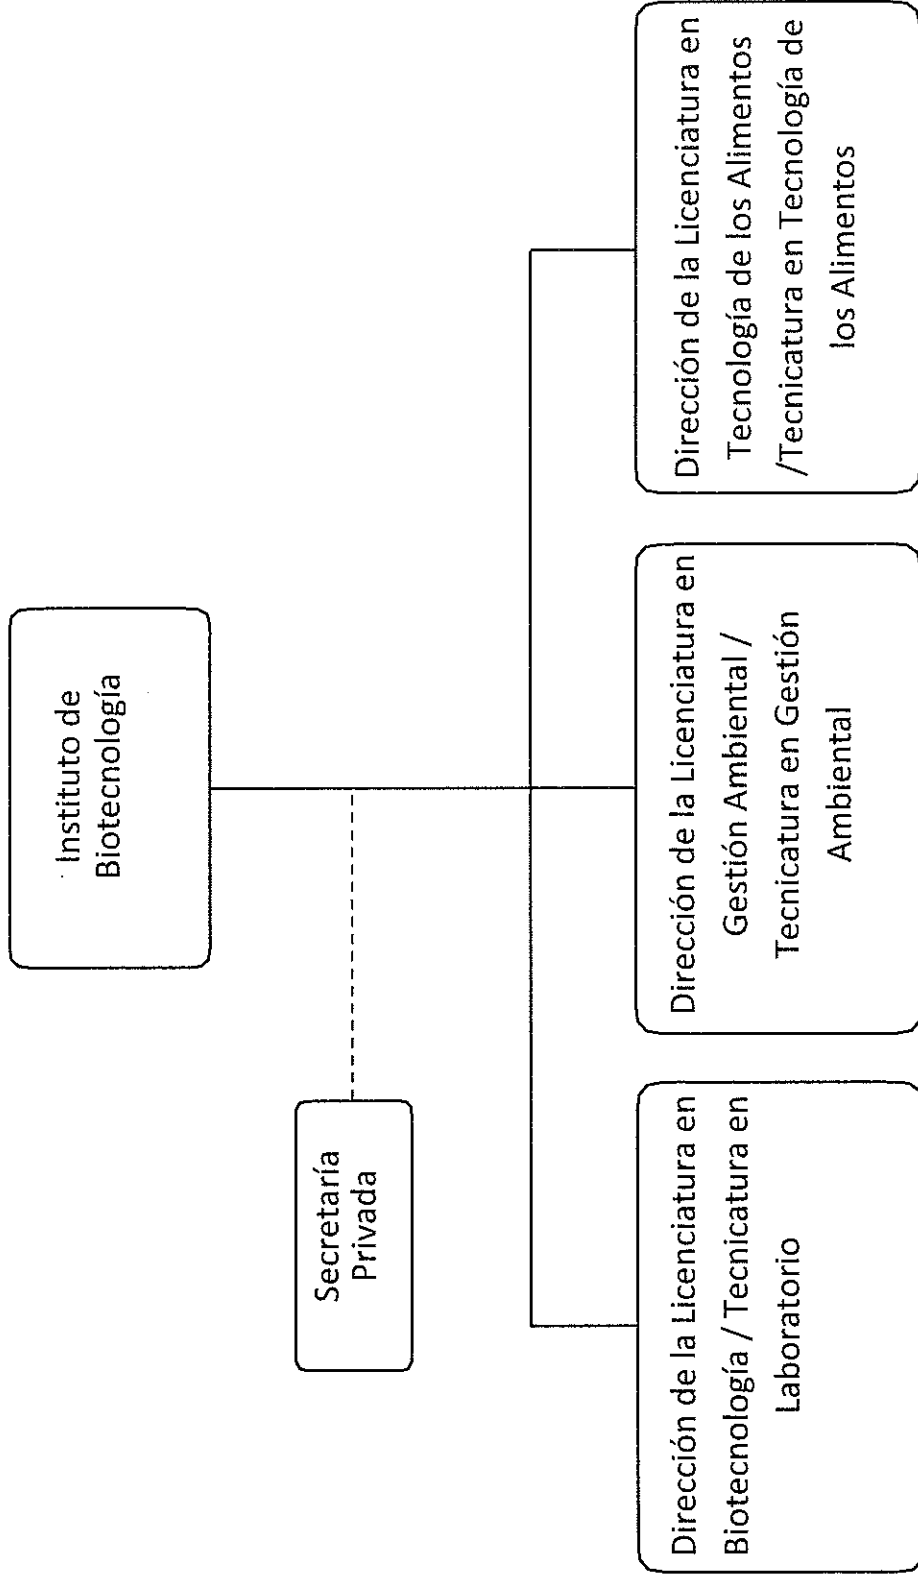 Instituto de
Biotecnología
Secretaría
Privada
Dirección de la Licenciatura en
Biotecnología / Tecnicatura en
Laboratorio
Dirección de la Licenciatura en
Gestión Ambiental /
Tecnicatura en Gestión
Ambiental
Dirección de la Licenciatura en
Tecnología de los Alimentos
/Tecnicatura en Tecnología de
los Alimentos